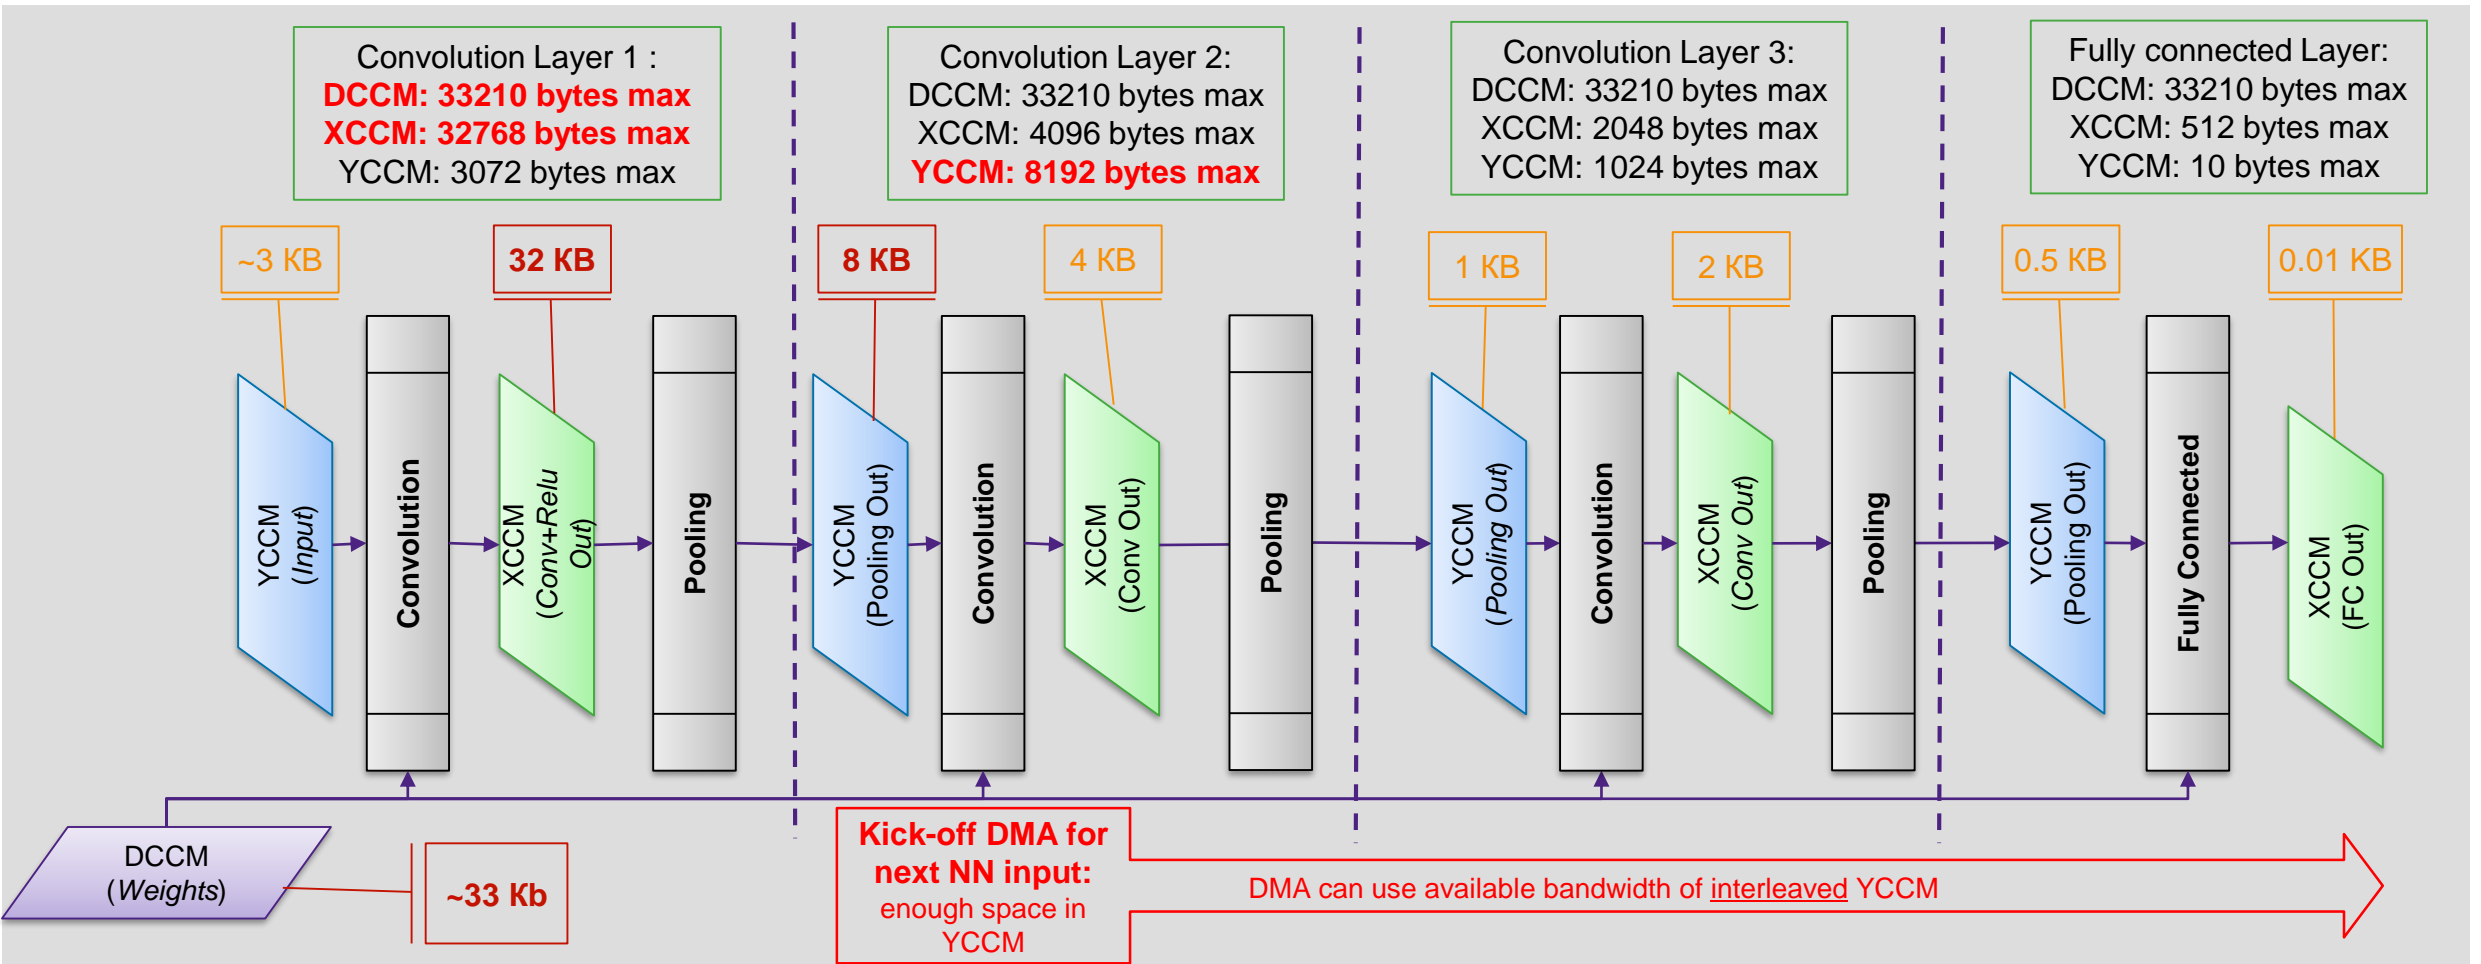 Convolution Layer 1 :
DCCM: 33210 bytes max
XCCM: 32768 bytes max
YCCM: 3072 bytes max
Convolution Layer 2:
DCCM: 33210 bytes max
XCCM: 4096 bytes max
YCCM: 8192 bytes max
Convolution Layer 3:
DCCM: 33210 bytes max
XCCM: 2048 bytes max
YCCM: 1024 bytes max
Fully connected Layer:
DCCM: 33210 bytes max
XCCM: 512 bytes max
YCCM: 10 bytes max
~3 KB
32 KB
8 KB
4 KB
1 KB
2 KB
0.5 KB
0.01 KB
YCCM
(Input)
Convolution
XCCM
(Conv+Relu
Out)
Pooling
YCCM
(Pooling Out)
Convolution
XCCM
(Conv Out)
Pooling
YCCM
(Pooling Out)
Convolution
XCCM
(Conv Out)
Pooling
YCCM
(Pooling Out)
Fully Connected
XCCM
(FC Out)
DCCM
(Weights)
~33 Kb
Kick-off DMA for
next NN input:
enough space in
YCCM
DMA can use available bandwidth of interleaved YCCM